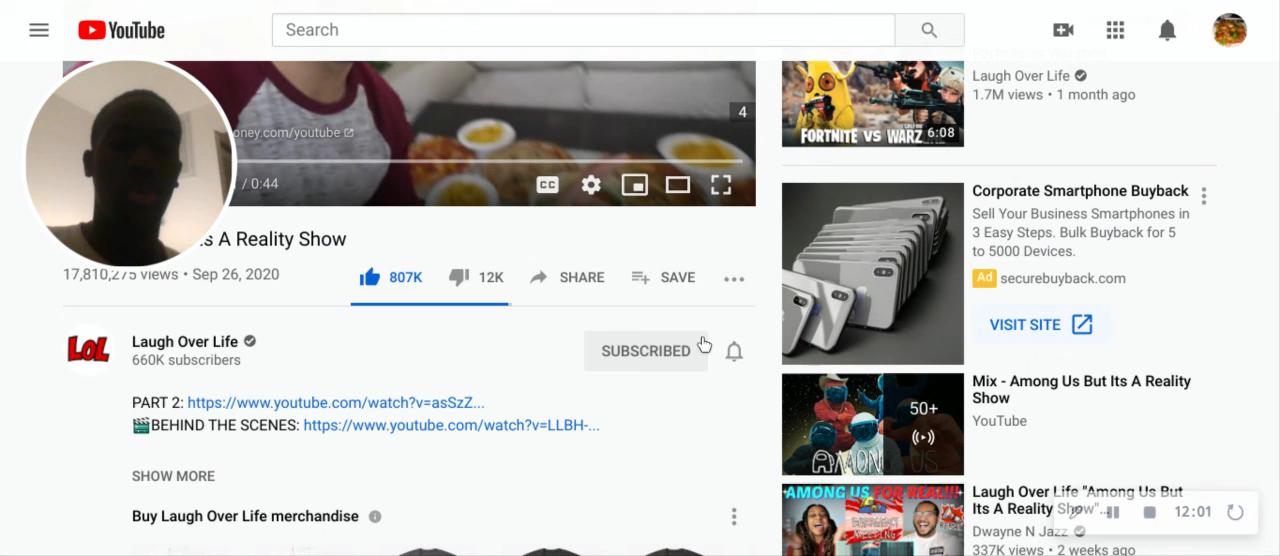 YouTube
Search
oney.com/youtube
4
CC
/ 0:44
s A Reality Show
17,810,275 views • Sep 26, 2020
807K
12K
SHARE
SAVE
LOL
Laugh Over Life
660K subscribers
SUBSCRIBED
PART 2: https://www.youtube.com/watch?v=asSzZ...
🎬BEHIND THE SCENES: https://www.youtube.com/watch?v=LLBH-...
SHOW MORE
Buy Laugh Over Life merchandise
FORTNITE VS WARZ
6:08
Laugh Over Life
1.7M views • 1 month ago
Corporate Smartphone Buyback
Sell Your Business Smartphones in
3 Easy Steps. Bulk Buyback for 5
to 5000 Devices.
Ad securebuyback.com
VISIT SITE
50+
AMONG US
Mix - Among Us But Its A Reality
Show
YouTube
AMONG US FOR REAL!!!
Laugh Over Life "Among Us But
Its A Reality Show"...
Dwayne N Jazz
337K views • 2 weeks ago
12:01